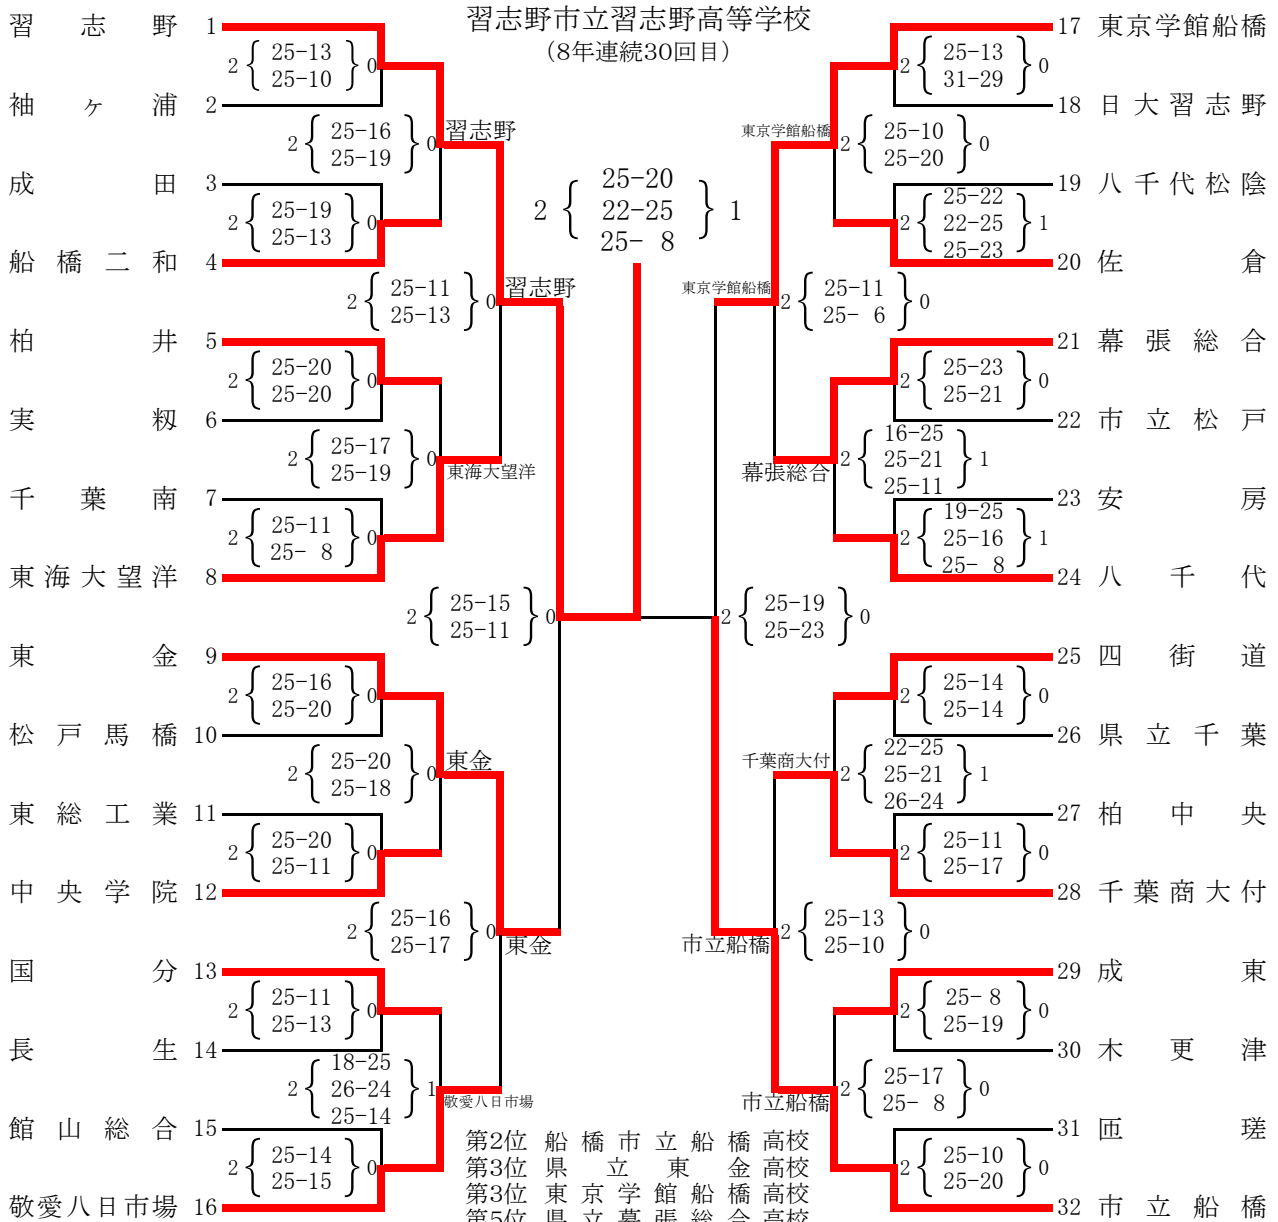 習志野市立習志野高等学校
(8年連続30回目)
習志野 1
2 25-13 0
25-10
袖ヶ浦 2
2 25-16 0 習志野
25-19
成田 3
2 25-19 0
25-13
船橋二和 4
2 25-11 0 習志野
25-13
柏井 5
2 25-20 0
25-20
実籾 6
2 25-17 0 東海大望洋
25-19
千葉南 7
2 25-11 0
25- 8
東海大望洋 8
2 25-15 0
25-11
東金 9
2 25-16 0
25-20
松戸馬橋 10
2 25-20 0 東金
25-18
東総工業 11
2 25-20 0
25-11
中央学院 12
2 25-16 0 東金
25-17
国分 13
2 25-11 0
25-13
長生 14
18-25
2 26-24 1 敬愛八日市場
25-14
館山総合 15
2 25-14 0
25-15
敬愛八日市場 16
25-20
2 22-25 1
25- 8
17 東京学館船橋
2 25-13 0
31-29
18 日大習志野
東京学館船橋 2 25-10 0
25-20
19 八千代松陰
25-22
2 22-25 1
25-23
20 佐倉
東京学館船橋 2 25-11 0
25- 6
21 幕張総合
2 25-23 0
25-21
22 市立松戸
16-25
幕張総合 2 25-21 1
25-11
23 安房
19-25
2 25-16 1
25- 8
24 八千代
2 25-19 0
25-23
25 四街道
2 25-14 0
25-14
26 県立千葉
22-25
千葉商大付 2 25-21 1
26-24
27 柏中央
2 25-11 0
25-17
28 千葉商大付
市立船橋 2 25-13 0
25-10
29 成東
2 25- 8 0
25-19
30 木更津
市立船橋 2 25-17 0
25- 8
31 匝瑳
2 25-10 0
25-20
32 市立船橋
第2位 船橋市立船橋高校
第3位 県立東金高校
第3位 東京学館船橋高校
第5位 県立幕張総合高校